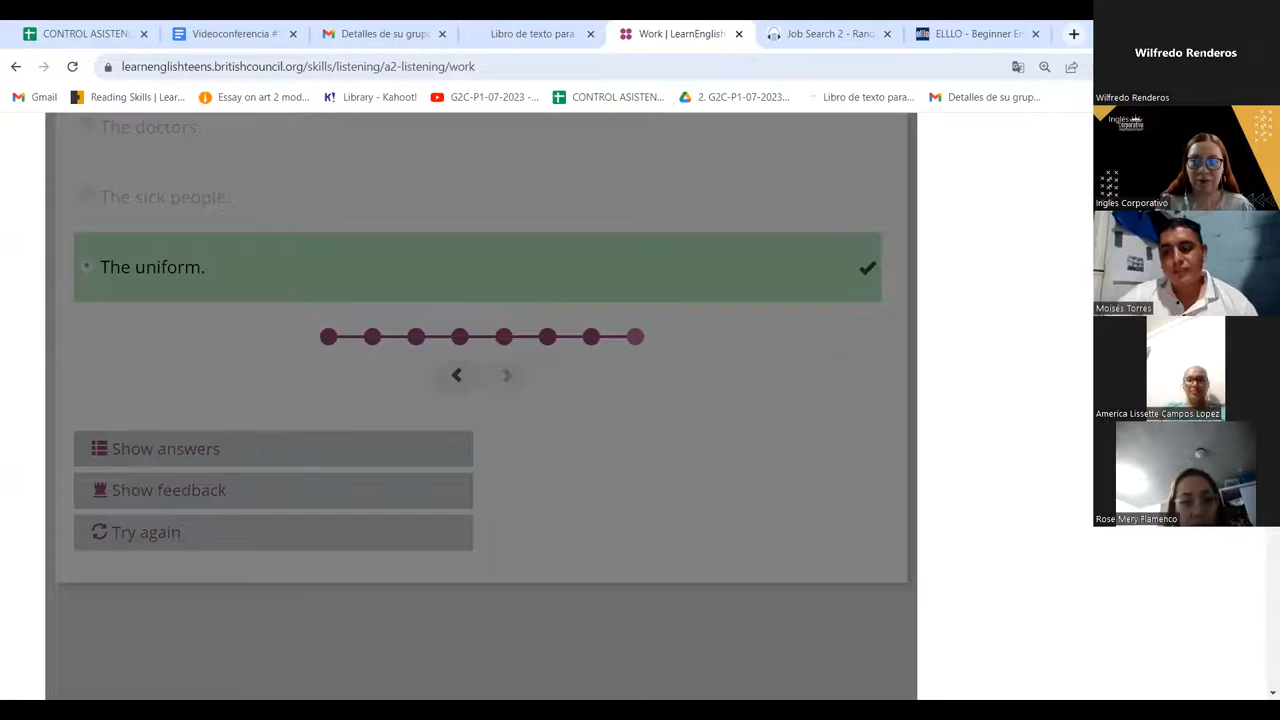 CONTROL ASISTEN
Videoconferencia #
Detalles de su grupo
Libro de texto para
Work | LearnEnglish
Job Search 2 - Rand
ELLLO - Beginner En
learnenglishteens.britishcouncil.org/skills/listening/a2-listening/work
Gmail
Reading Skills | Lear...
Essay on art 2 mod...
Library - Kahoot!
G2C-P1-07-2023 -...
CONTROL ASISTEN...
2. G2C-P1-07-2023...
Libro de texto para...
Detalles de su grup...
The doctors.
The sick people.
The uniform.
Show answers
Show feedback
Try again
Wilfredo Renderos
Wilfredo Renderos
Inglés
Corporativo
Ingles Corporativo
Moisés Torres
America Lissette Campos Lopez
Rose Mery Flamenco